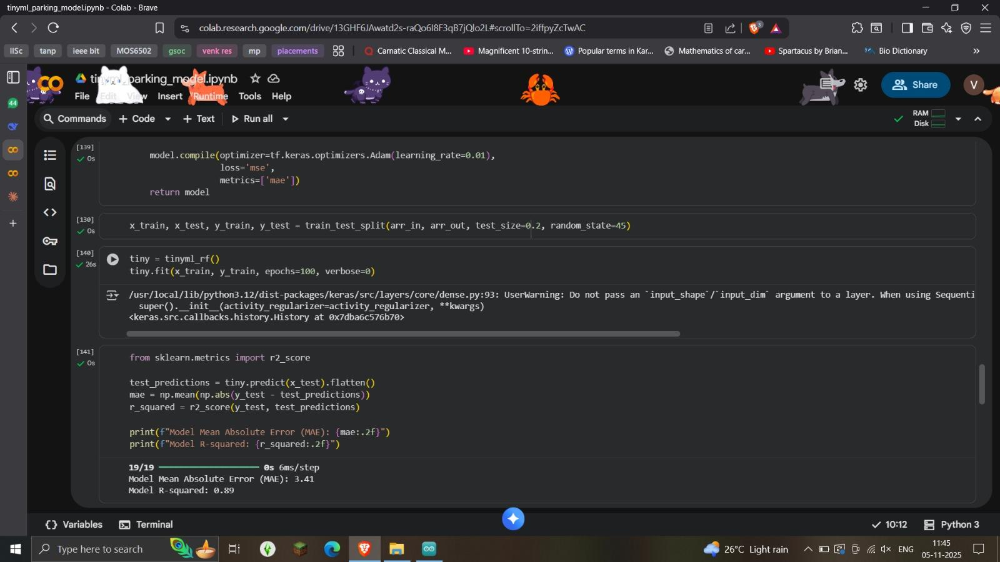 tinyml_parking_model.ipynb - Colab - Brave
colab.research.google.com/drive/13GHF6JAwatd2s-raQo6I8F3qB7jQlo2L#scrollTo=2iffpyZcTwAC
3
IISc
tanp
ieee bit
MOS6502
gsoc
venk res
mp
placements
Carnatic Classical M...
Magnificent 10-strin...
Popular terms in Kar...
Mathematics of car...
Spartacus by Brian...
Bio Dictionary
»
tinyml_parking_model.ipynb
Share
V
File Edit View Insert Runtime Tools Help
44
Commands + Code + Text Run all
RAM
Disk
[139]
0s
model.compile(optimizer=tf.keras.optimizers.Adam(learning_rate=0.01),
loss='mse',
metrics=['mae'])
return model
[130]
0s
x_train, x_test, y_train, y_test = train_test_split(arr_in, arr_out, test_size=0.2, random_state=45)
[140]
26s
tiny = tinyml_rf()
tiny.fit(x_train, y_train, epochs=100, verbose=0)
/usr/local/lib/python3.12/dist-packages/keras/src/layers/core/dense.py:93: UserWarning: Do not pass an `input_shape`/`input_dim` argument to a layer. When using Sequenti
super().__init__(activity_regularizer=activity_regularizer, **kwargs)
<keras.src.callbacks.history.History at 0x7dba6c576b70>
[141]
0s
from sklearn.metrics import r2_score
test_predictions = tiny.predict(x_test).flatten()
mae = np.mean(np.abs(y_test - test_predictions))
r_squared = r2_score(y_test, test_predictions)
print(f"Model Mean Absolute Error (MAE): {mae:.2f}")
print(f"Model R-squared: {r_squared:.2f}")
19/19 ━━━━━━━━━━━━━━━━━━━━ 0s 6ms/step
Model Mean Absolute Error (MAE): 3.41
Model R-squared: 0.89
{} Variables Terminal
10:12 Python 3
Type here to search
26°C Light rain
ENG
11:45
05-11-2025